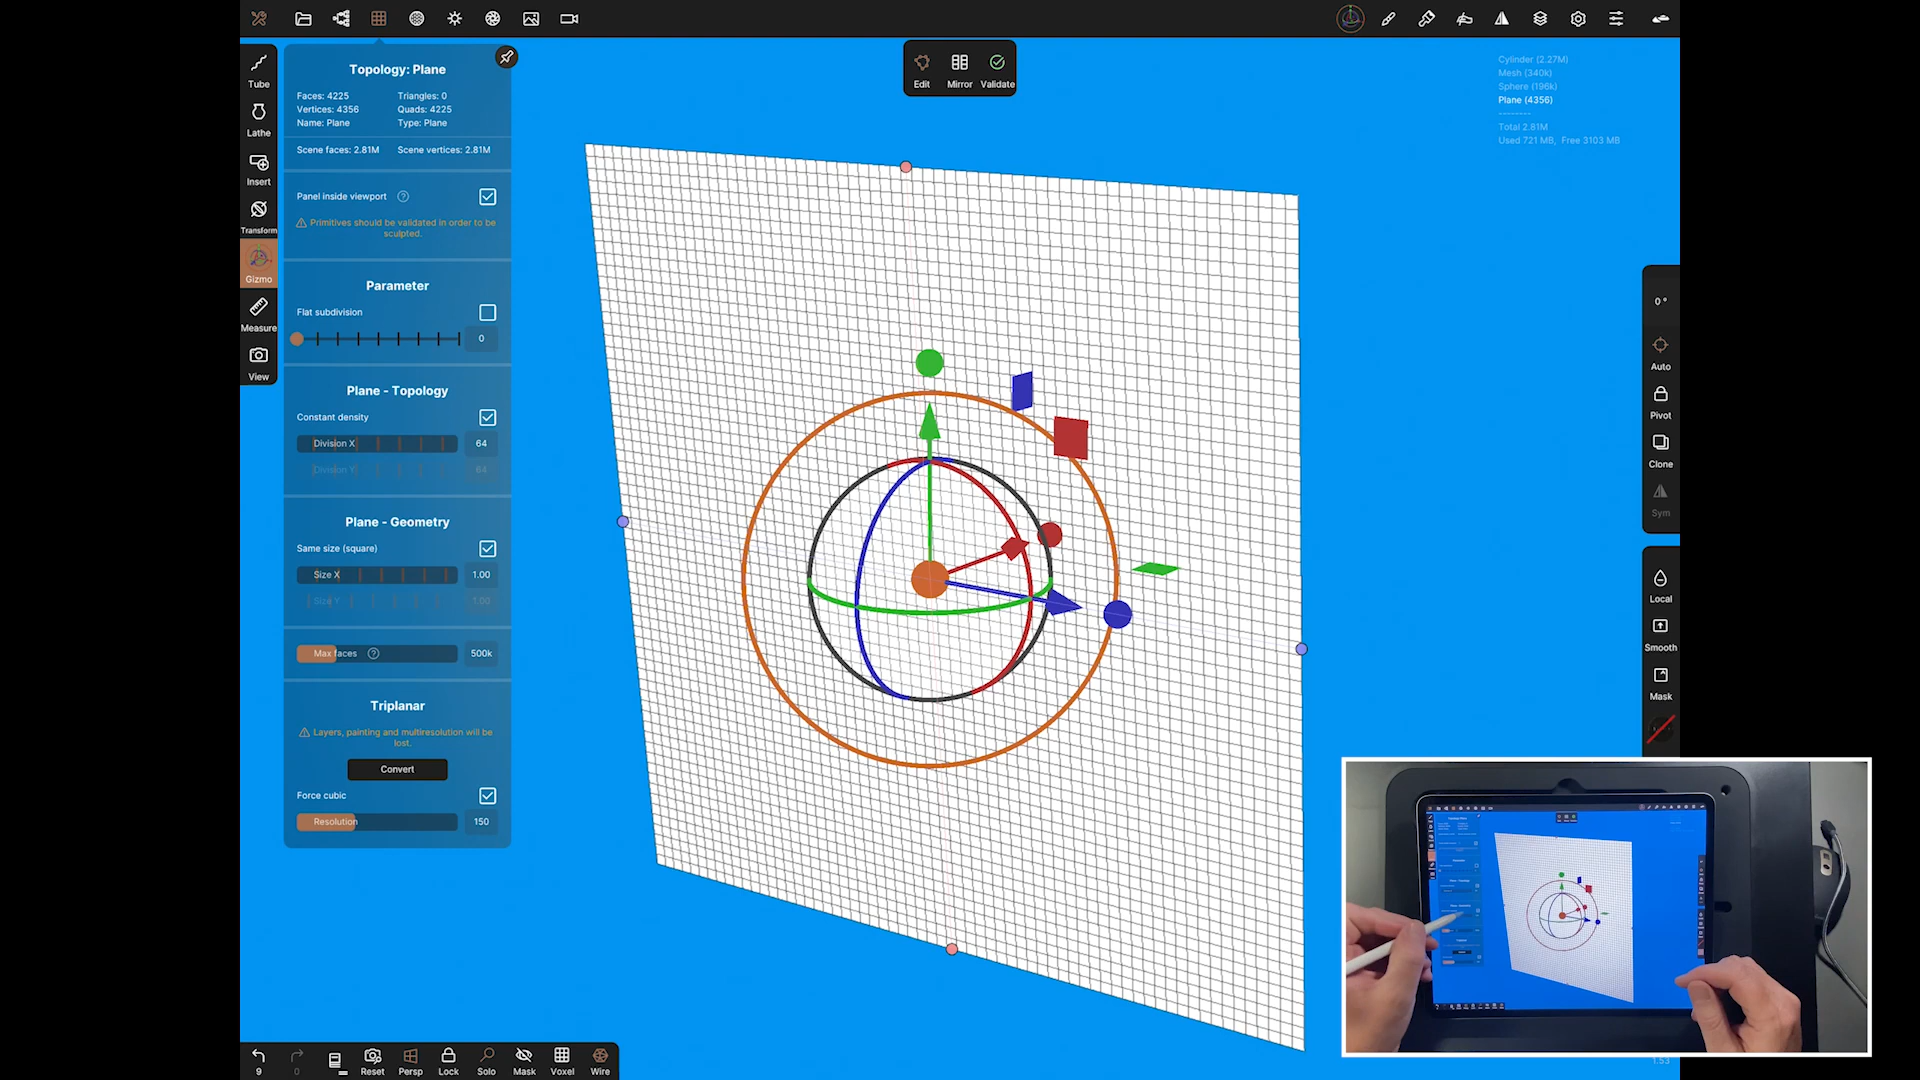 Tube
Lathe
Insert
Transform
Gizmo
Measure
View
Topology: Plane
Faces: 4225
Triangles: 0
Vertices: 4356
Quads: 4225
Name: Plane
Type: Plane
Scene faces: 2.81M
Scene vertices: 2.81M
Panel inside viewport
Primitives should be validated in order to be
sculpted.
Parameter
Flat subdivision
0
Plane - Topology
Constant density
Division X
64
Division Y
64
Plane - Geometry
Same size (square)
Size X
1.00
Size Y
1.00
Max faces
500k
Triplanar
Layers, painting and multiresolution will be
lost.
Convert
Force cubic
Resolution
150
Edit
Mirror
Validate
Cylinder (2.27M)
Mesh (340k)
Sphere (196k)
Plane (4356)
--------
Total 2.81M
Used 721 MB, Free 3103 MB
0°
Auto
Pivot
Clone
Sym
Local
Smooth
Mask
9
0
Reset
Persp
Lock
Solo
Mask
Voxel
Wire